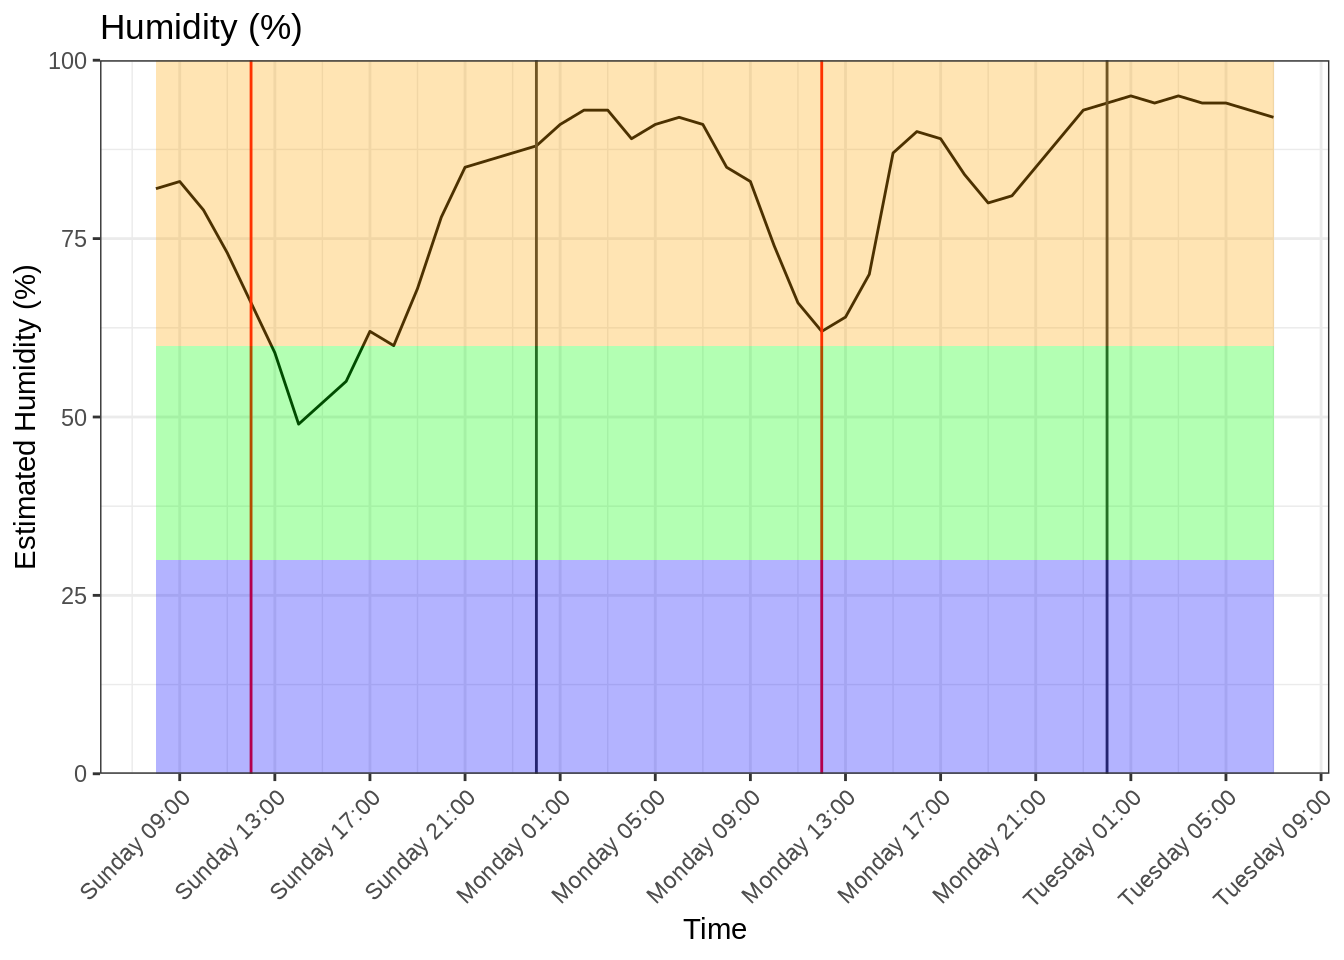 Humidity (%)
100
75
50
25
0
Estimated Humidity (%)
Sunday 09:00
Sunday 13:00
Sunday 17:00
Sunday 21:00
Monday 01:00
Monday 05:00
Monday 09:00
Monday 13:00
Monday 17:00
Monday 21:00
Tuesday 01:00
Tuesday 05:00
Tuesday 09:00
Time